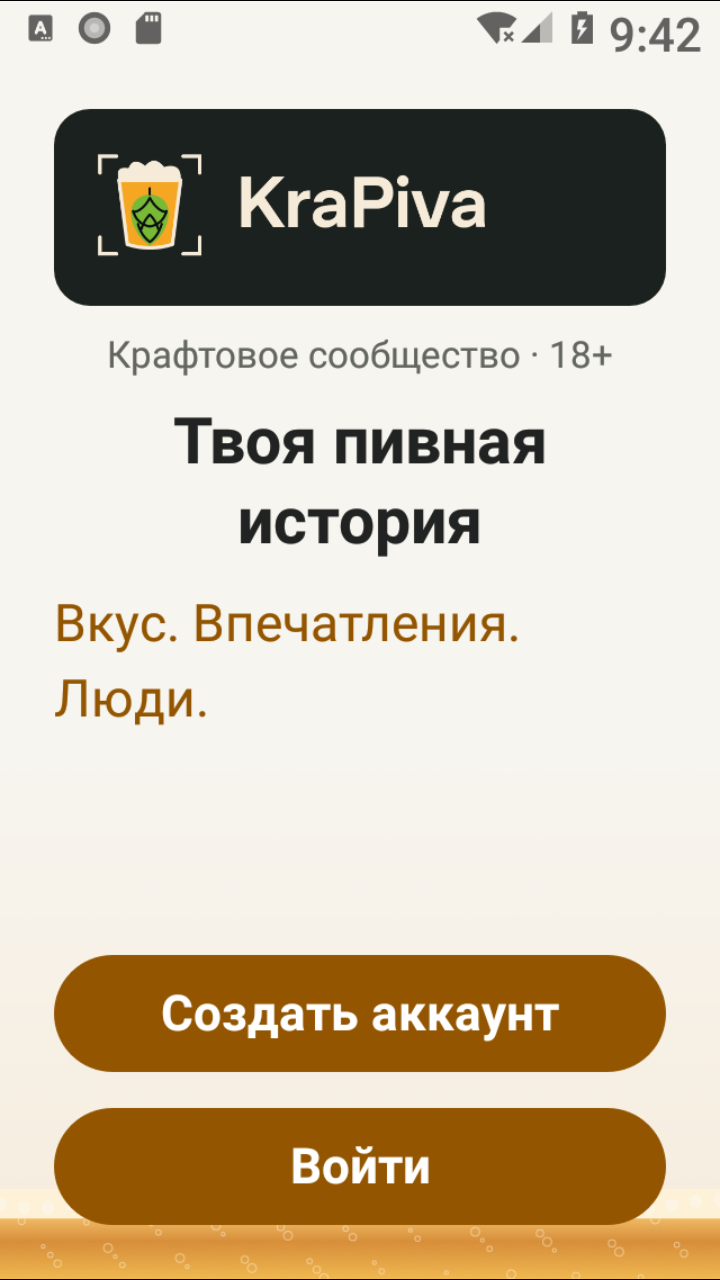 A
9:42
KraPiva
Крафтовое сообщество · 18+
Твоя пивная
история
Вкус. Впечатления.
Люди.
Создать аккаунт
Войти